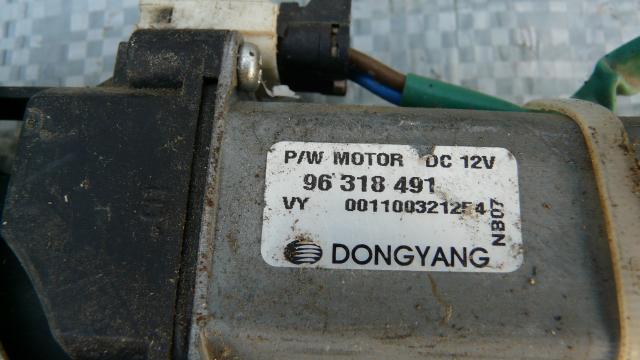 P/W MOTOR DC 12V
96 318 491
VY 0011003212F4
NB07
DONGYANG